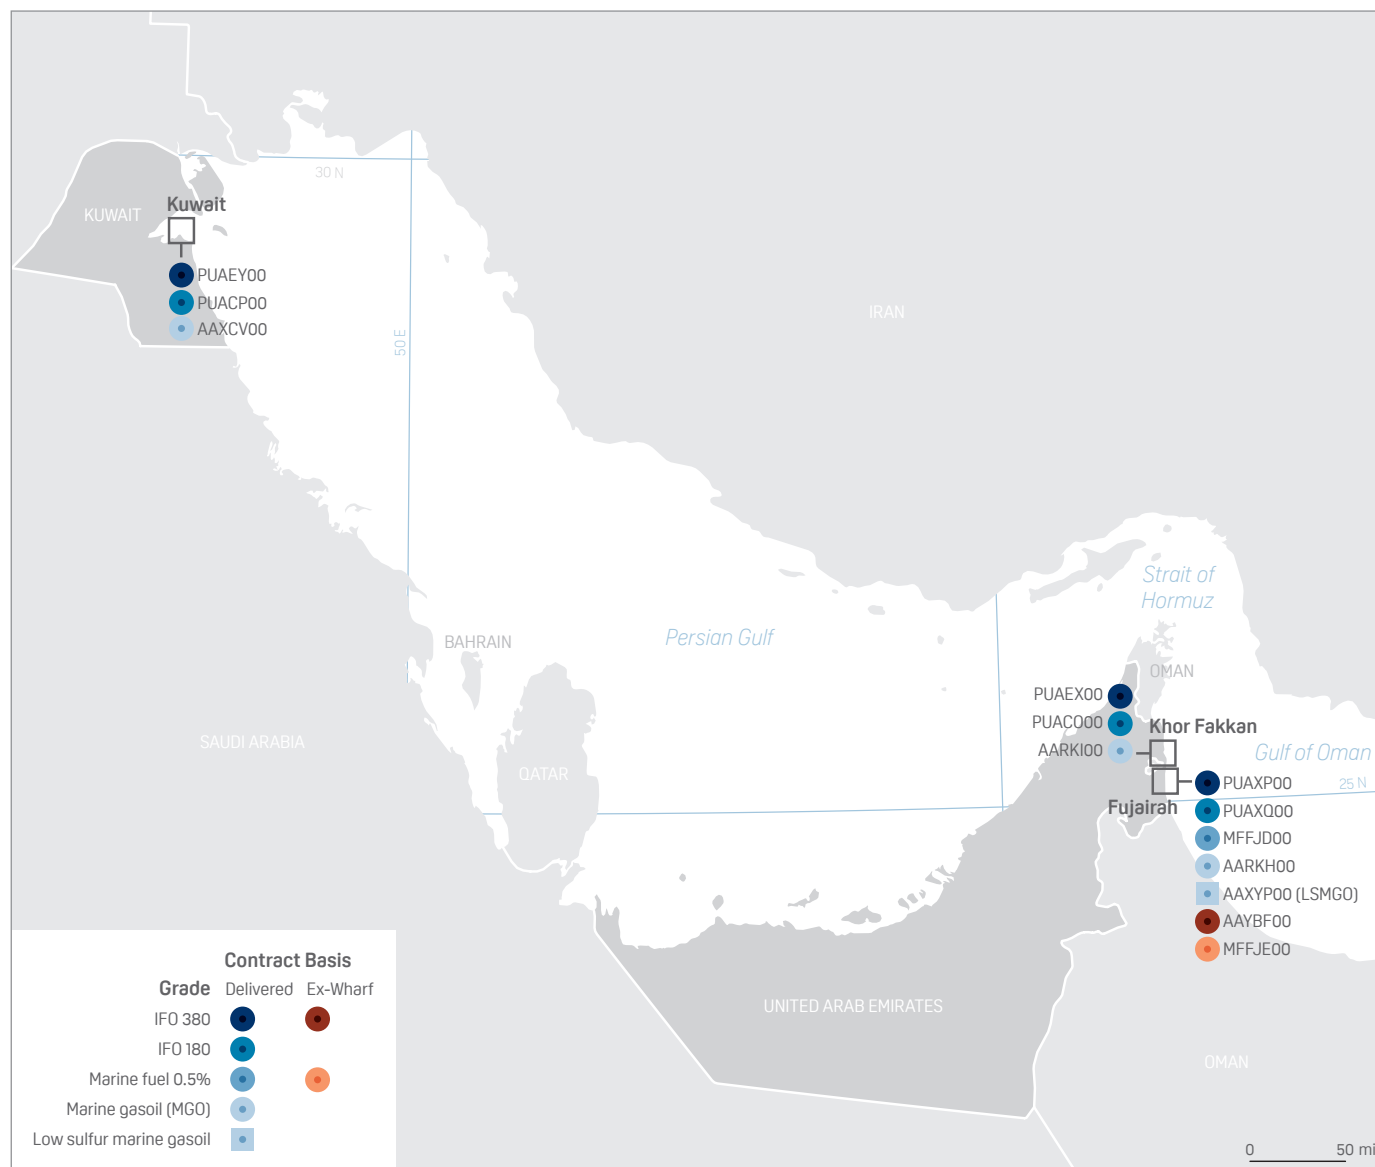 30 N
Kuwait
KUWAIT
PUAEY00
PUACP00
AAXCV00
50 E
IRAN
Strait of
Hormuz
Persian Gulf
BAHRAIN
OMAN
SAUDI ARABIA
QATAR
PUAEX00
PUACO00
AARKI00
Khor Fakkan
Gulf of Oman
25 N
Fujairah
PUAXP00
PUAXQ00
MFFJD00
AARKH00
AAXYP00 (LSMGO)
AAYBF00
MFFJE00
UNITED ARAB EMIRATES
OMAN
Contract Basis
Grade Delivered Ex-Wharf
IFO 380
IFO 180
Marine fuel 0.5%
Marine gasoil (MGO)
Low sulfur marine gasoil
0 50 mi